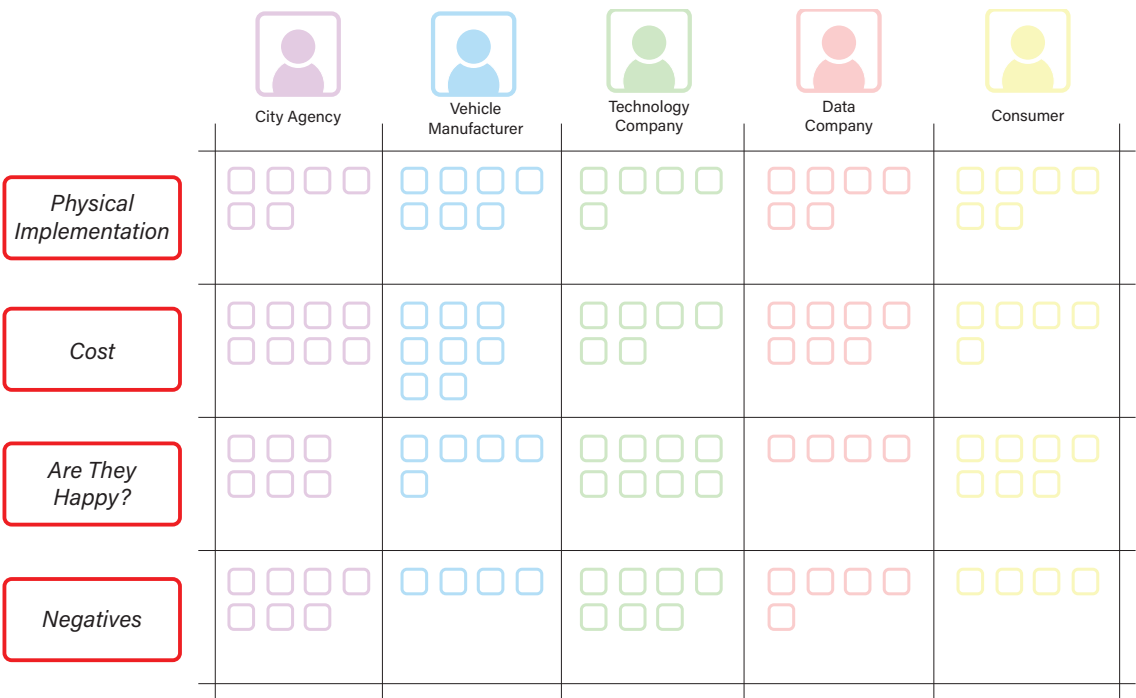 City Agency
Vehicle
Manufacturer
Technology
Company
Data
Company
Consumer
Physical
Implementation
Cost
Are They
Happy?
Negatives